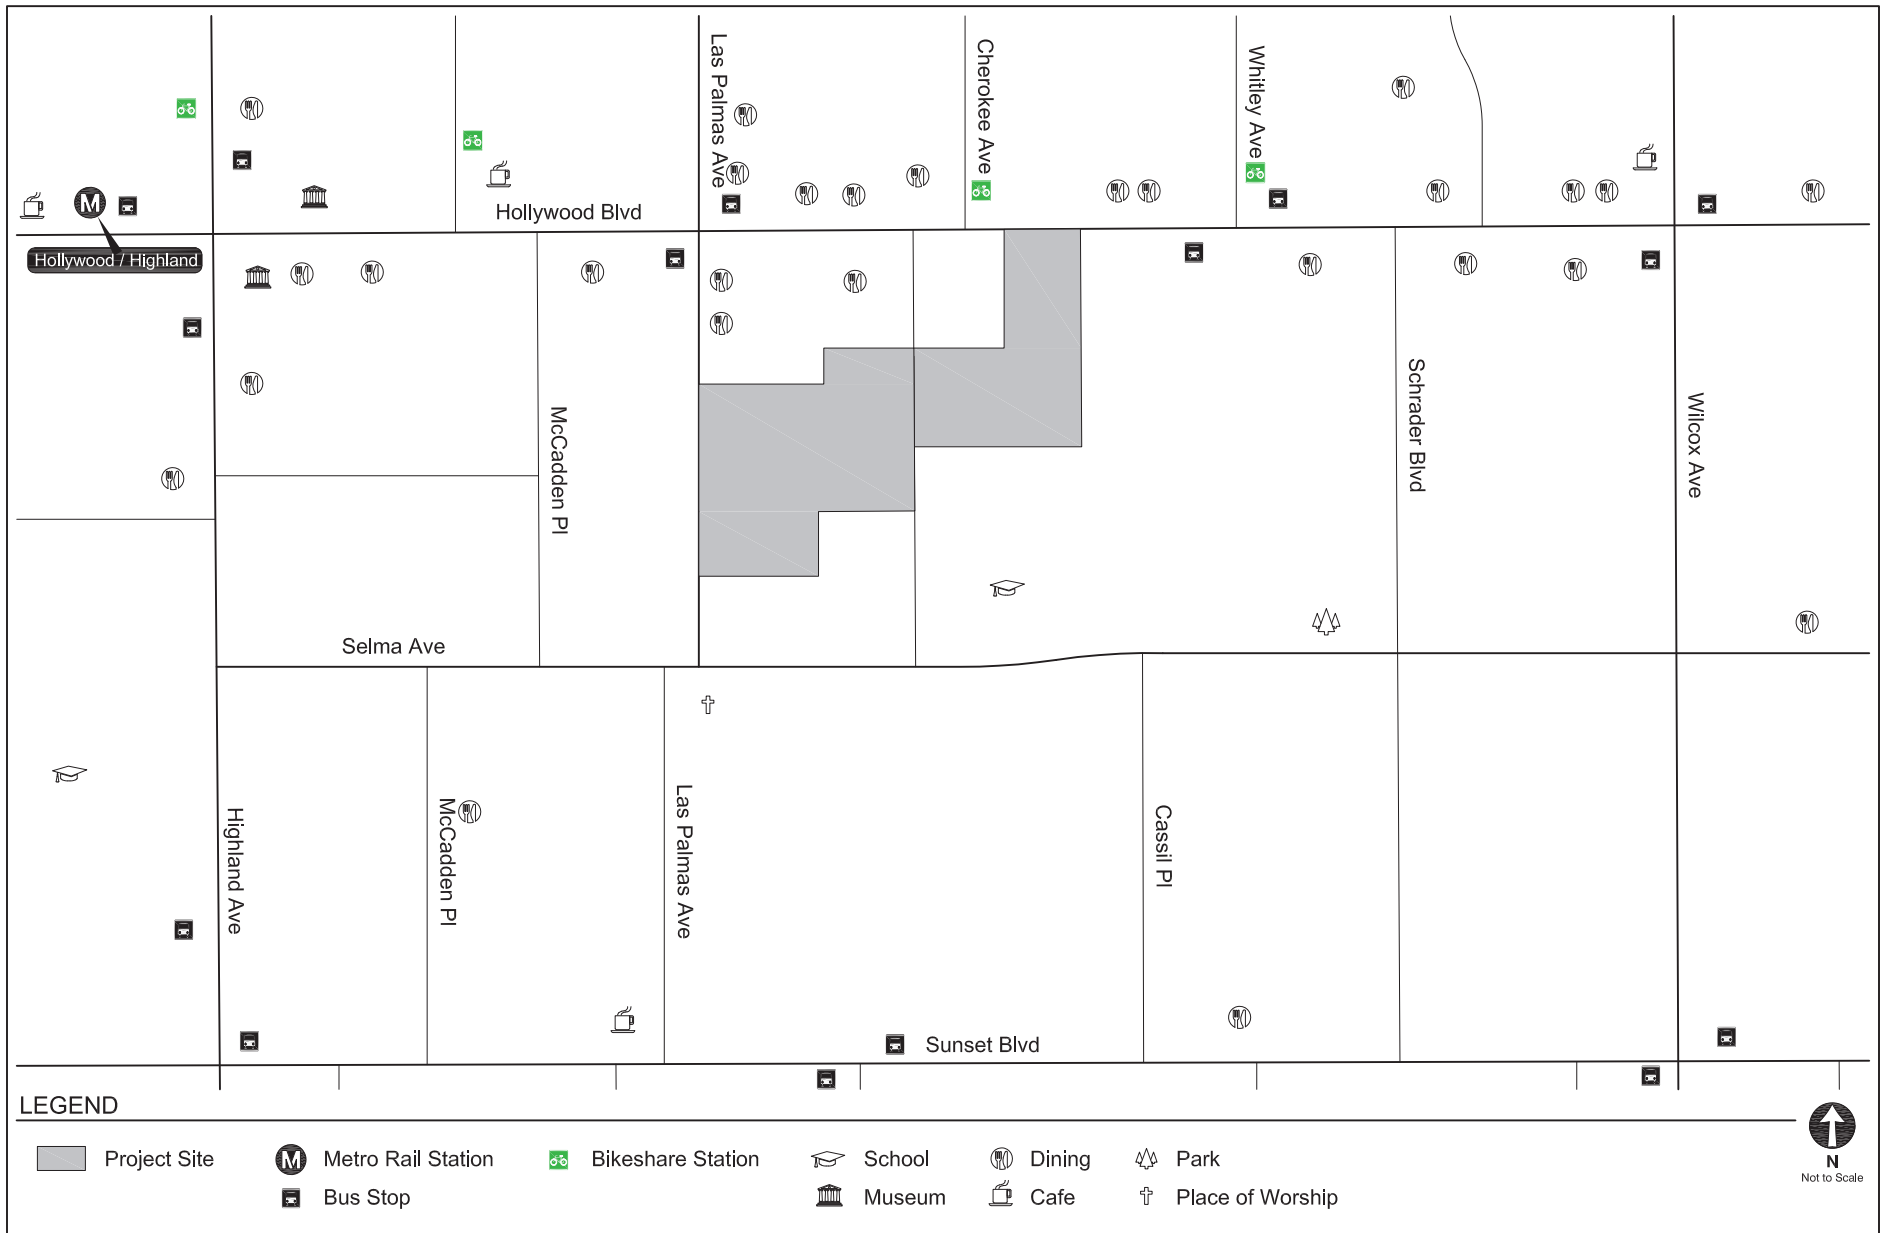 Las Palmas Ave
Cherokee Ave
Whitley Ave
M
Hollywood Blvd
Hollywood / Highland
McCadden Pl
Schrader Blvd
Wilcox Ave
Selma Ave
Highland Ave
McCadden Pl
Las Palmas Ave
Cassil Pl
Sunset Blvd
LEGEND
Project Site
M Metro Rail Station
Bikeshare Station
School
Dining
Park
Bus Stop
Museum
Cafe
Place of Worship
N
Not to Scale